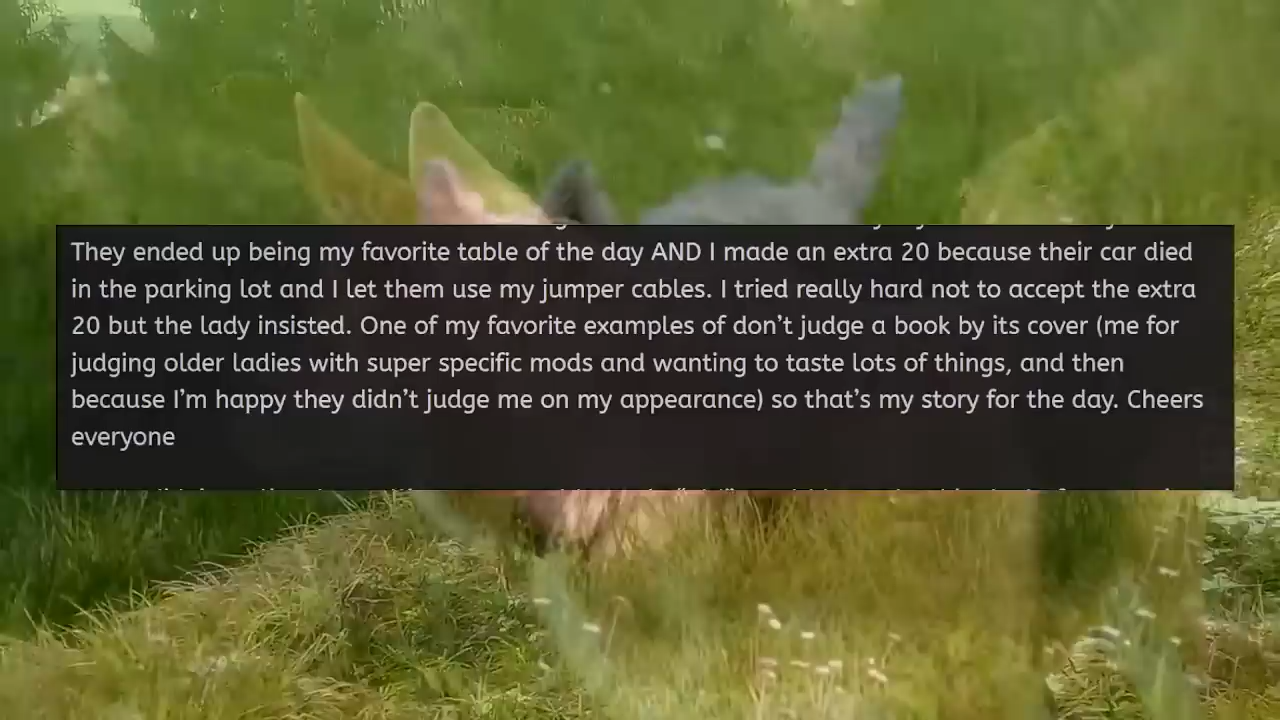 They ended up being my favorite table of the day AND I made an extra 20 because their car died
in the parking lot and I let them use my jumper cables. I tried really hard not to accept the extra
20 but the lady insisted. One of my favorite examples of don’t judge a book by its cover (me for
judging older ladies with super specific mods and wanting to taste lots of things, and then
because I’m happy they didn’t judge me on my appearance) so that’s my story for the day. Cheers
everyone